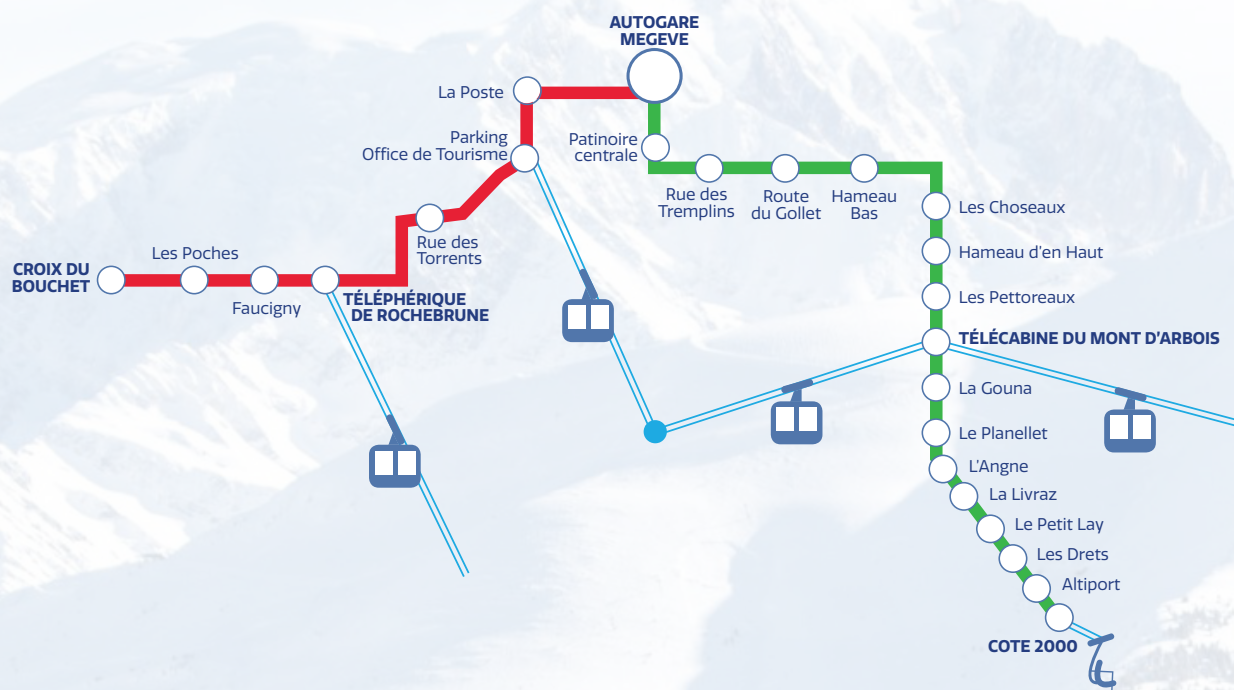 AUTOGARE
MEGEVE
La Poste
Parking
Office de Tourisme
Patinoire
centrale
Rue des
Tremplins
Route
du Gollet
Hameau
Bas
Les Choseaux
Rue des
Torrents
Les Poches
Hameau d'en Haut
CROIX DU
BOUCHET
Faucigny
TÉLÉPHÉRIQUE
DE ROCHEBRUNE
Les Pettoreaux
TÉLÉCABINE DU MONT D'ARBOIS
La Gouna
Le Planellet
L'Angne
La Livraz
Le Petit Lay
Les Drets
Altiport
COTE 2000